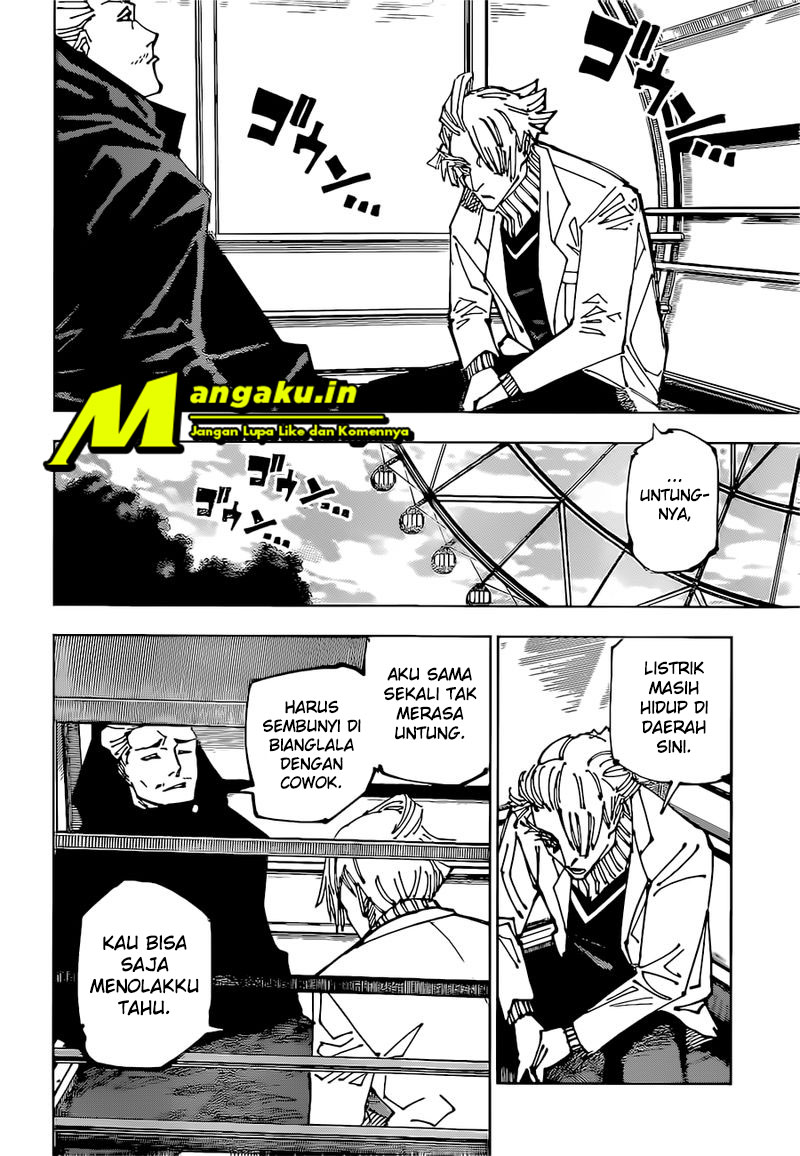 ゴウン…
ゴウン…
Mangaku.in
Jangan Lupa Like dan Komennya
...
UNTUNG-
NYA,
ゴウン…
ゴウン…
LISTRIK
MASIH
HIDUP DI
DAERAH
SINI.
AKU SAMA
SEKALI TAK
MERASA
UNTUNG.
HARUS
SEMBUNYI DI
BIANGLALA
DENGAN
COWOK.
KAU BISA
SAJA
MENOLAKKU
TAHU.